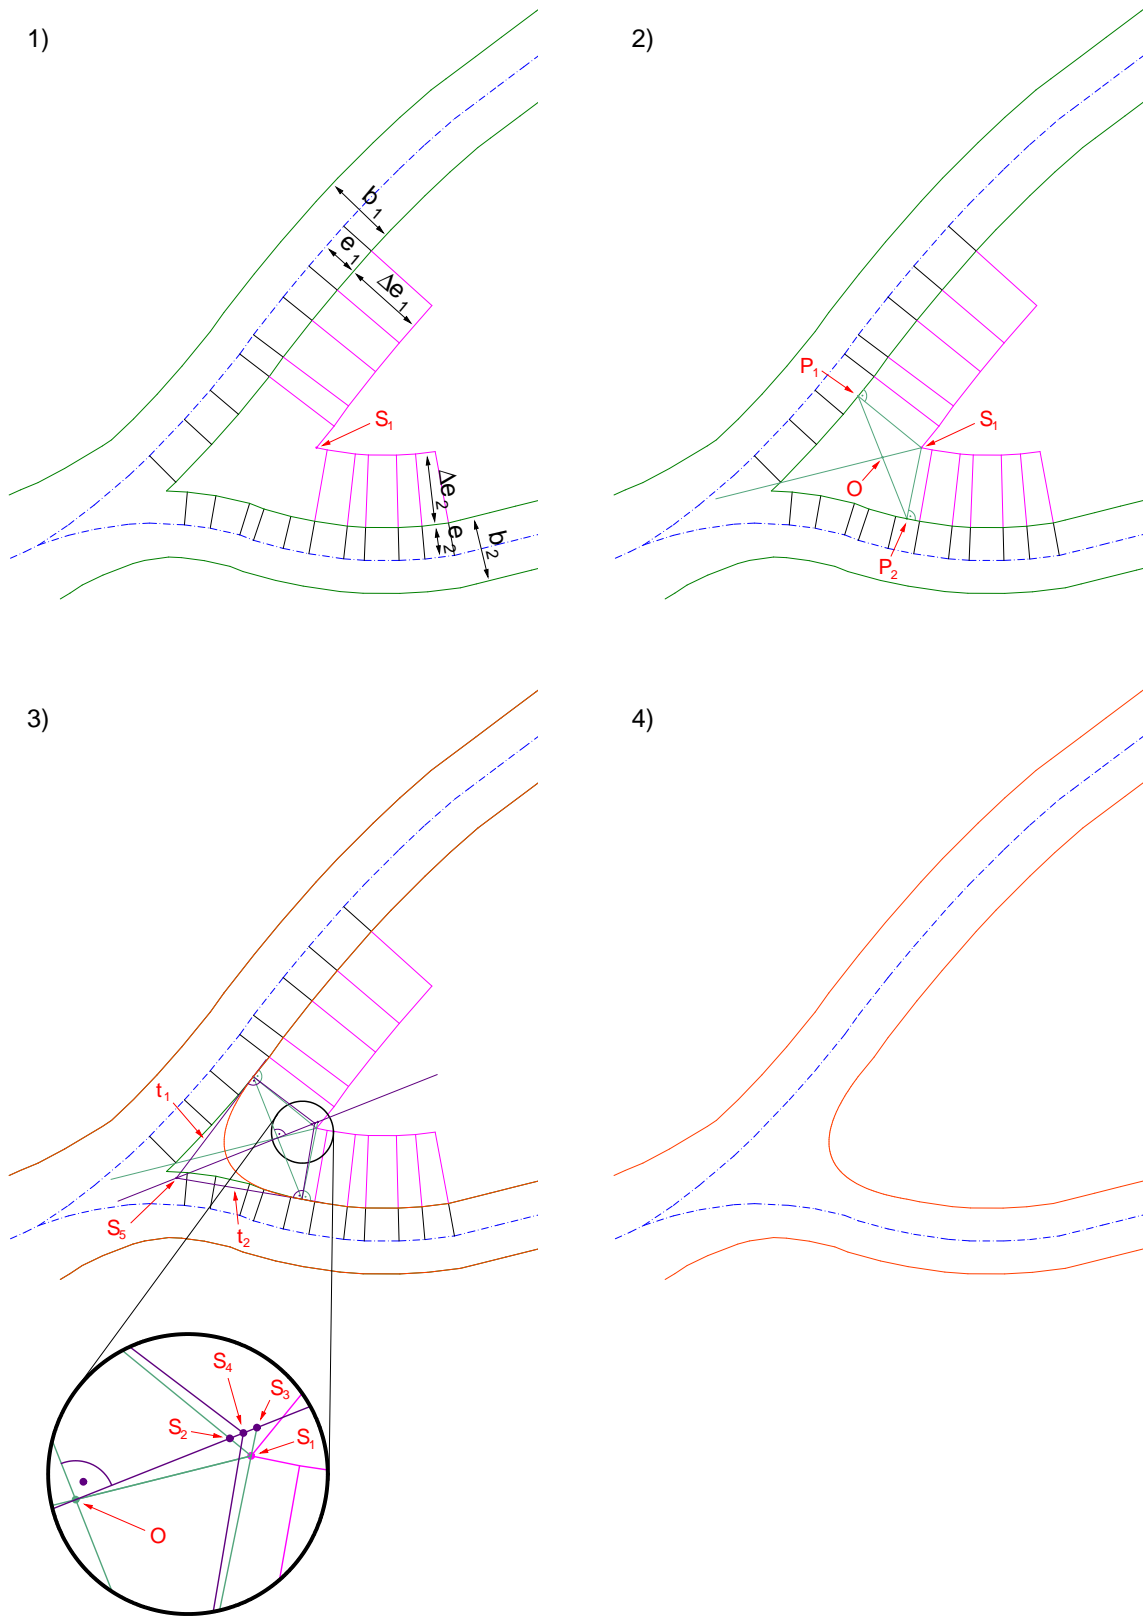 1)
b₁
e₁
Δe₁
S₁
Δe₂
e₂
b₂
2)
P₁
S₁
O
P₂
3)
t₁
S₅
t₂
S₄
S₃
S₂
S₁
O
4)